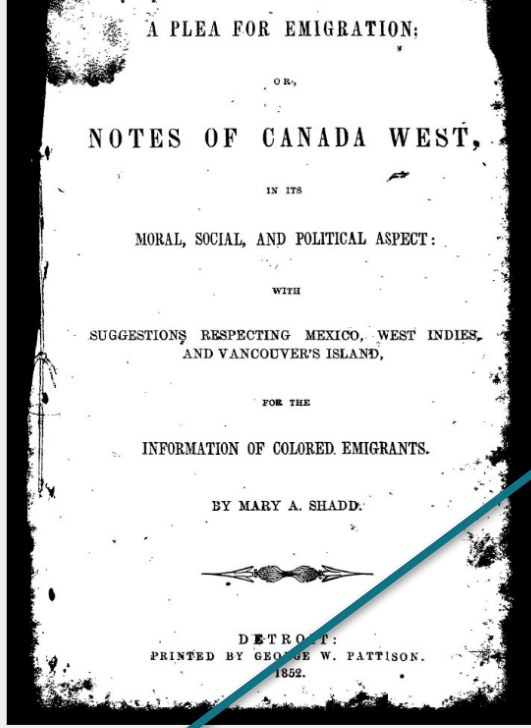 A PLEA FOR EMIGRATION;
OR,
NOTES OF CANADA WEST,
IN ITS
MORAL, SOCIAL, AND POLITICAL ASPECT:
WITH
SUGGESTIONS RESPECTING MEXICO, WEST INDIES,
AND VANCOUVER'S ISLAND,
FOR THE
INFORMATION OF COLORED EMIGRANTS.
BY MARY A. SHADD.
DETROIT:
PRINTED BY GEORGE W. PATTISON.
1852.